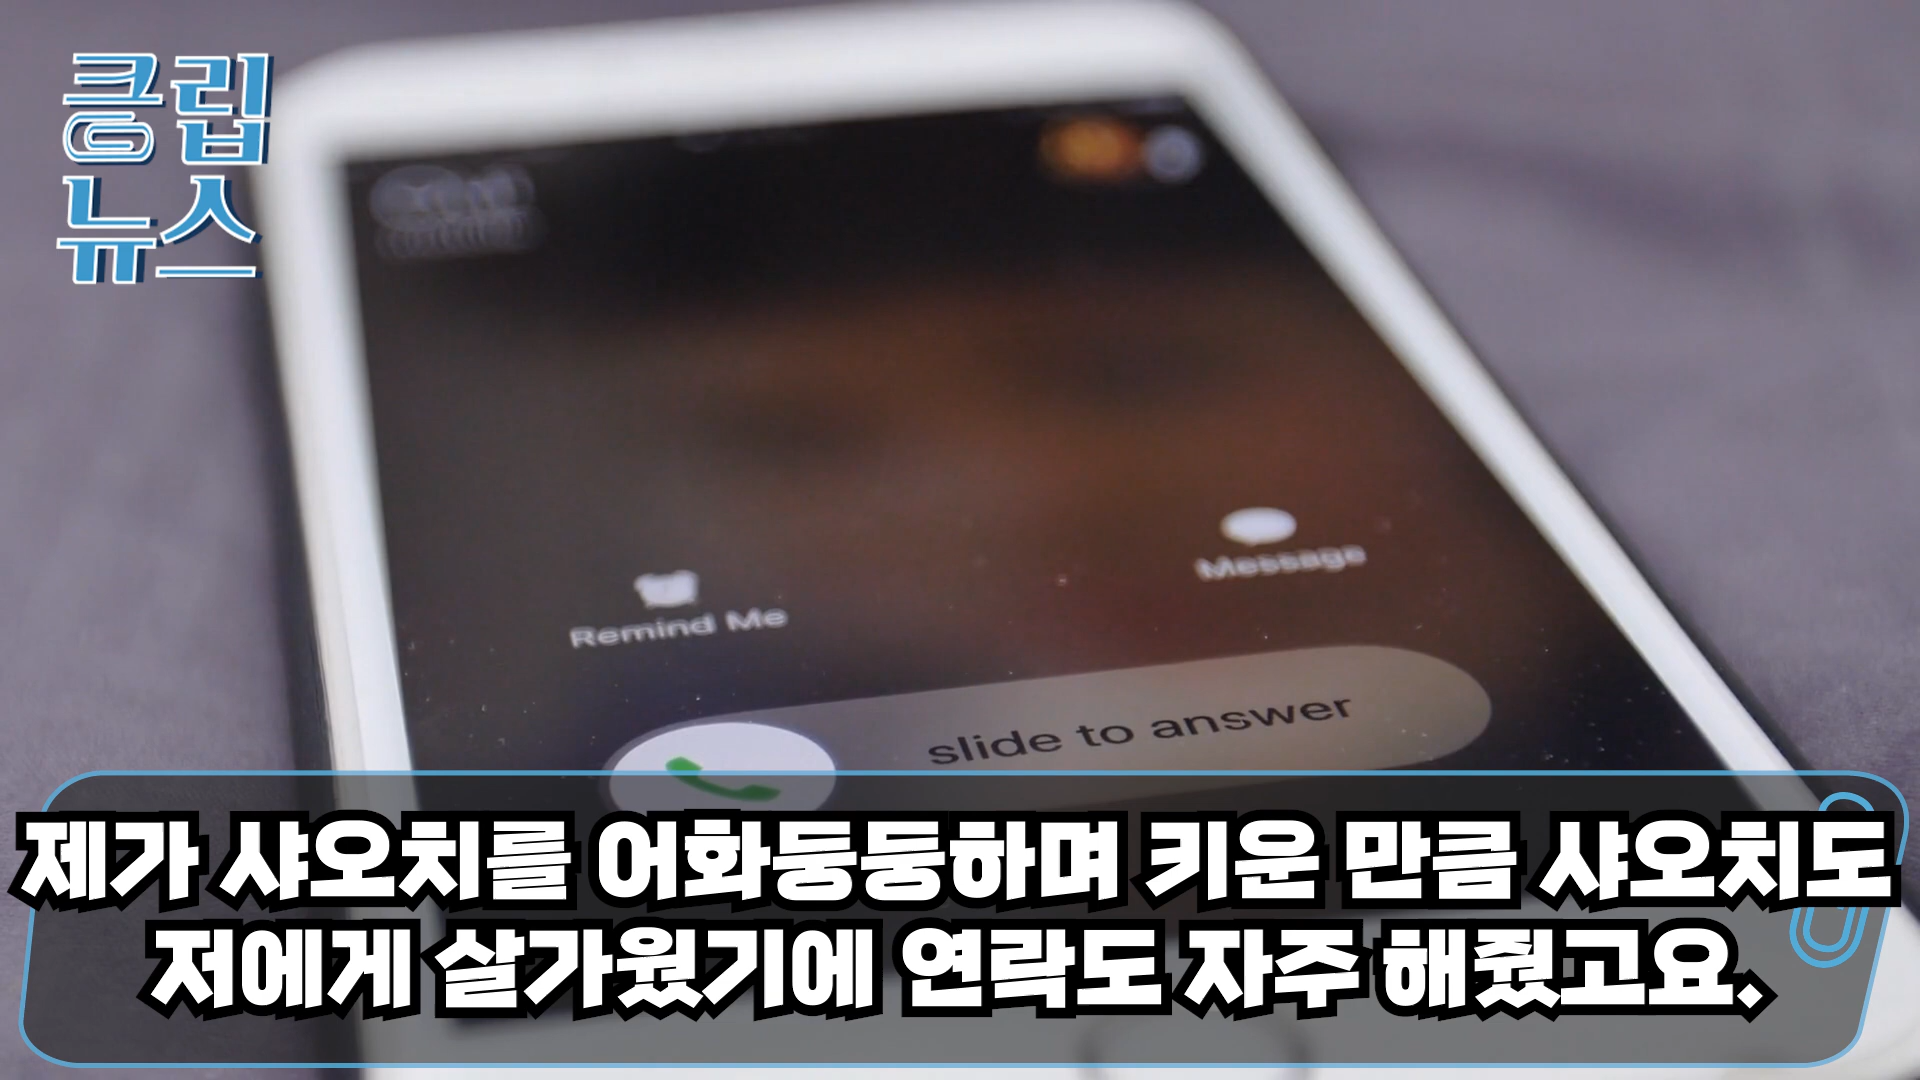 클립
뉴스
Remind Me
Message
slide to answer
제가 샤오치를 어화둥둥하며 키운 만큼 샤오치도
저에게 살가웠기에 연락도 자주 해줬고요.